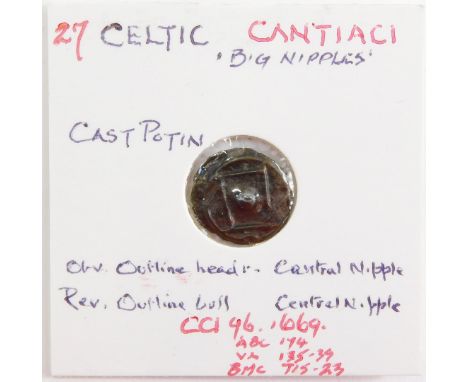 27 CELTIC CANTIACI
'BIG NIPPLES'
CAST POTIN
Obv. Outline head r. Central Nipple
Rev. Outline bull Central Nipple
CCI 96.1669.
ABC 174
VA 135-39
BMC 715-23